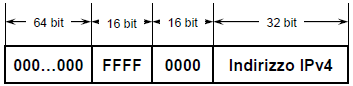 64 bit 16 bit 16 bit 32 bit
000...000 FFFF 0000 Indirizzo IPv4